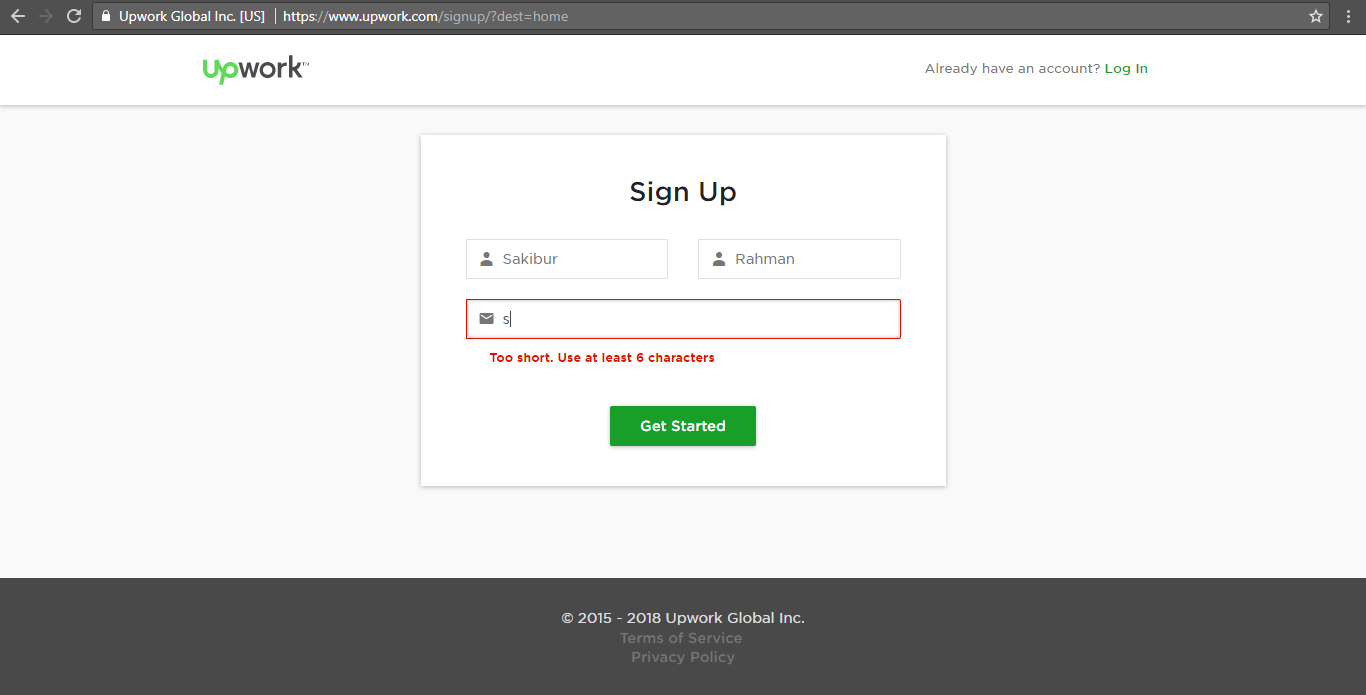 Upwork Global Inc. [US] https://www.upwork.com/signup/?dest=home
upwork™
Already have an account? Log In
Sign Up
Sakibur Rahman
s
Too short. Use at least 6 characters
Get Started
© 2015 - 2018 Upwork Global Inc.
Terms of Service
Privacy Policy